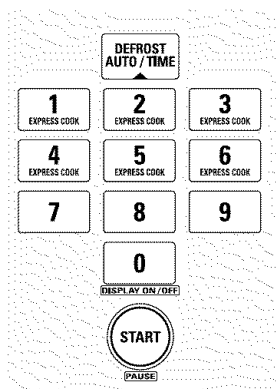 DEFROST
AUTO / TIME
1 2 3
EXPRESS COOK EXPRESS COOK EXPRESS COOK
4 5 6
EXPRESS COOK EXPRESS COOK EXPRESS COOK
7 8 9
0
DISPLAY ON / OFF
START
PAUSE